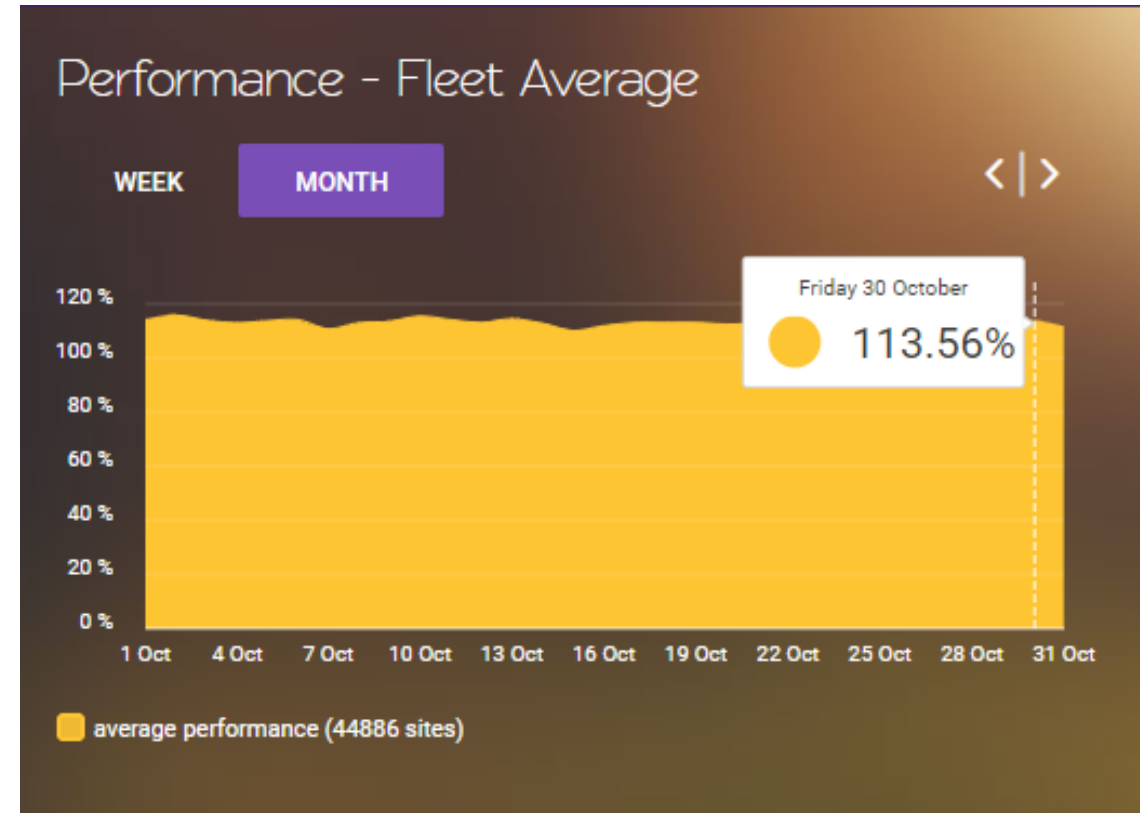 Performance - Fleet Average
WEEK MONTH
Friday 30 October
113.56%
120 %
100 %
80 %
60 %
40 %
20 %
0 %
1 Oct 4 Oct 7 Oct 10 Oct 13 Oct 16 Oct 19 Oct 22 Oct 25 Oct 28 Oct 31 Oct
average performance (44886 sites)